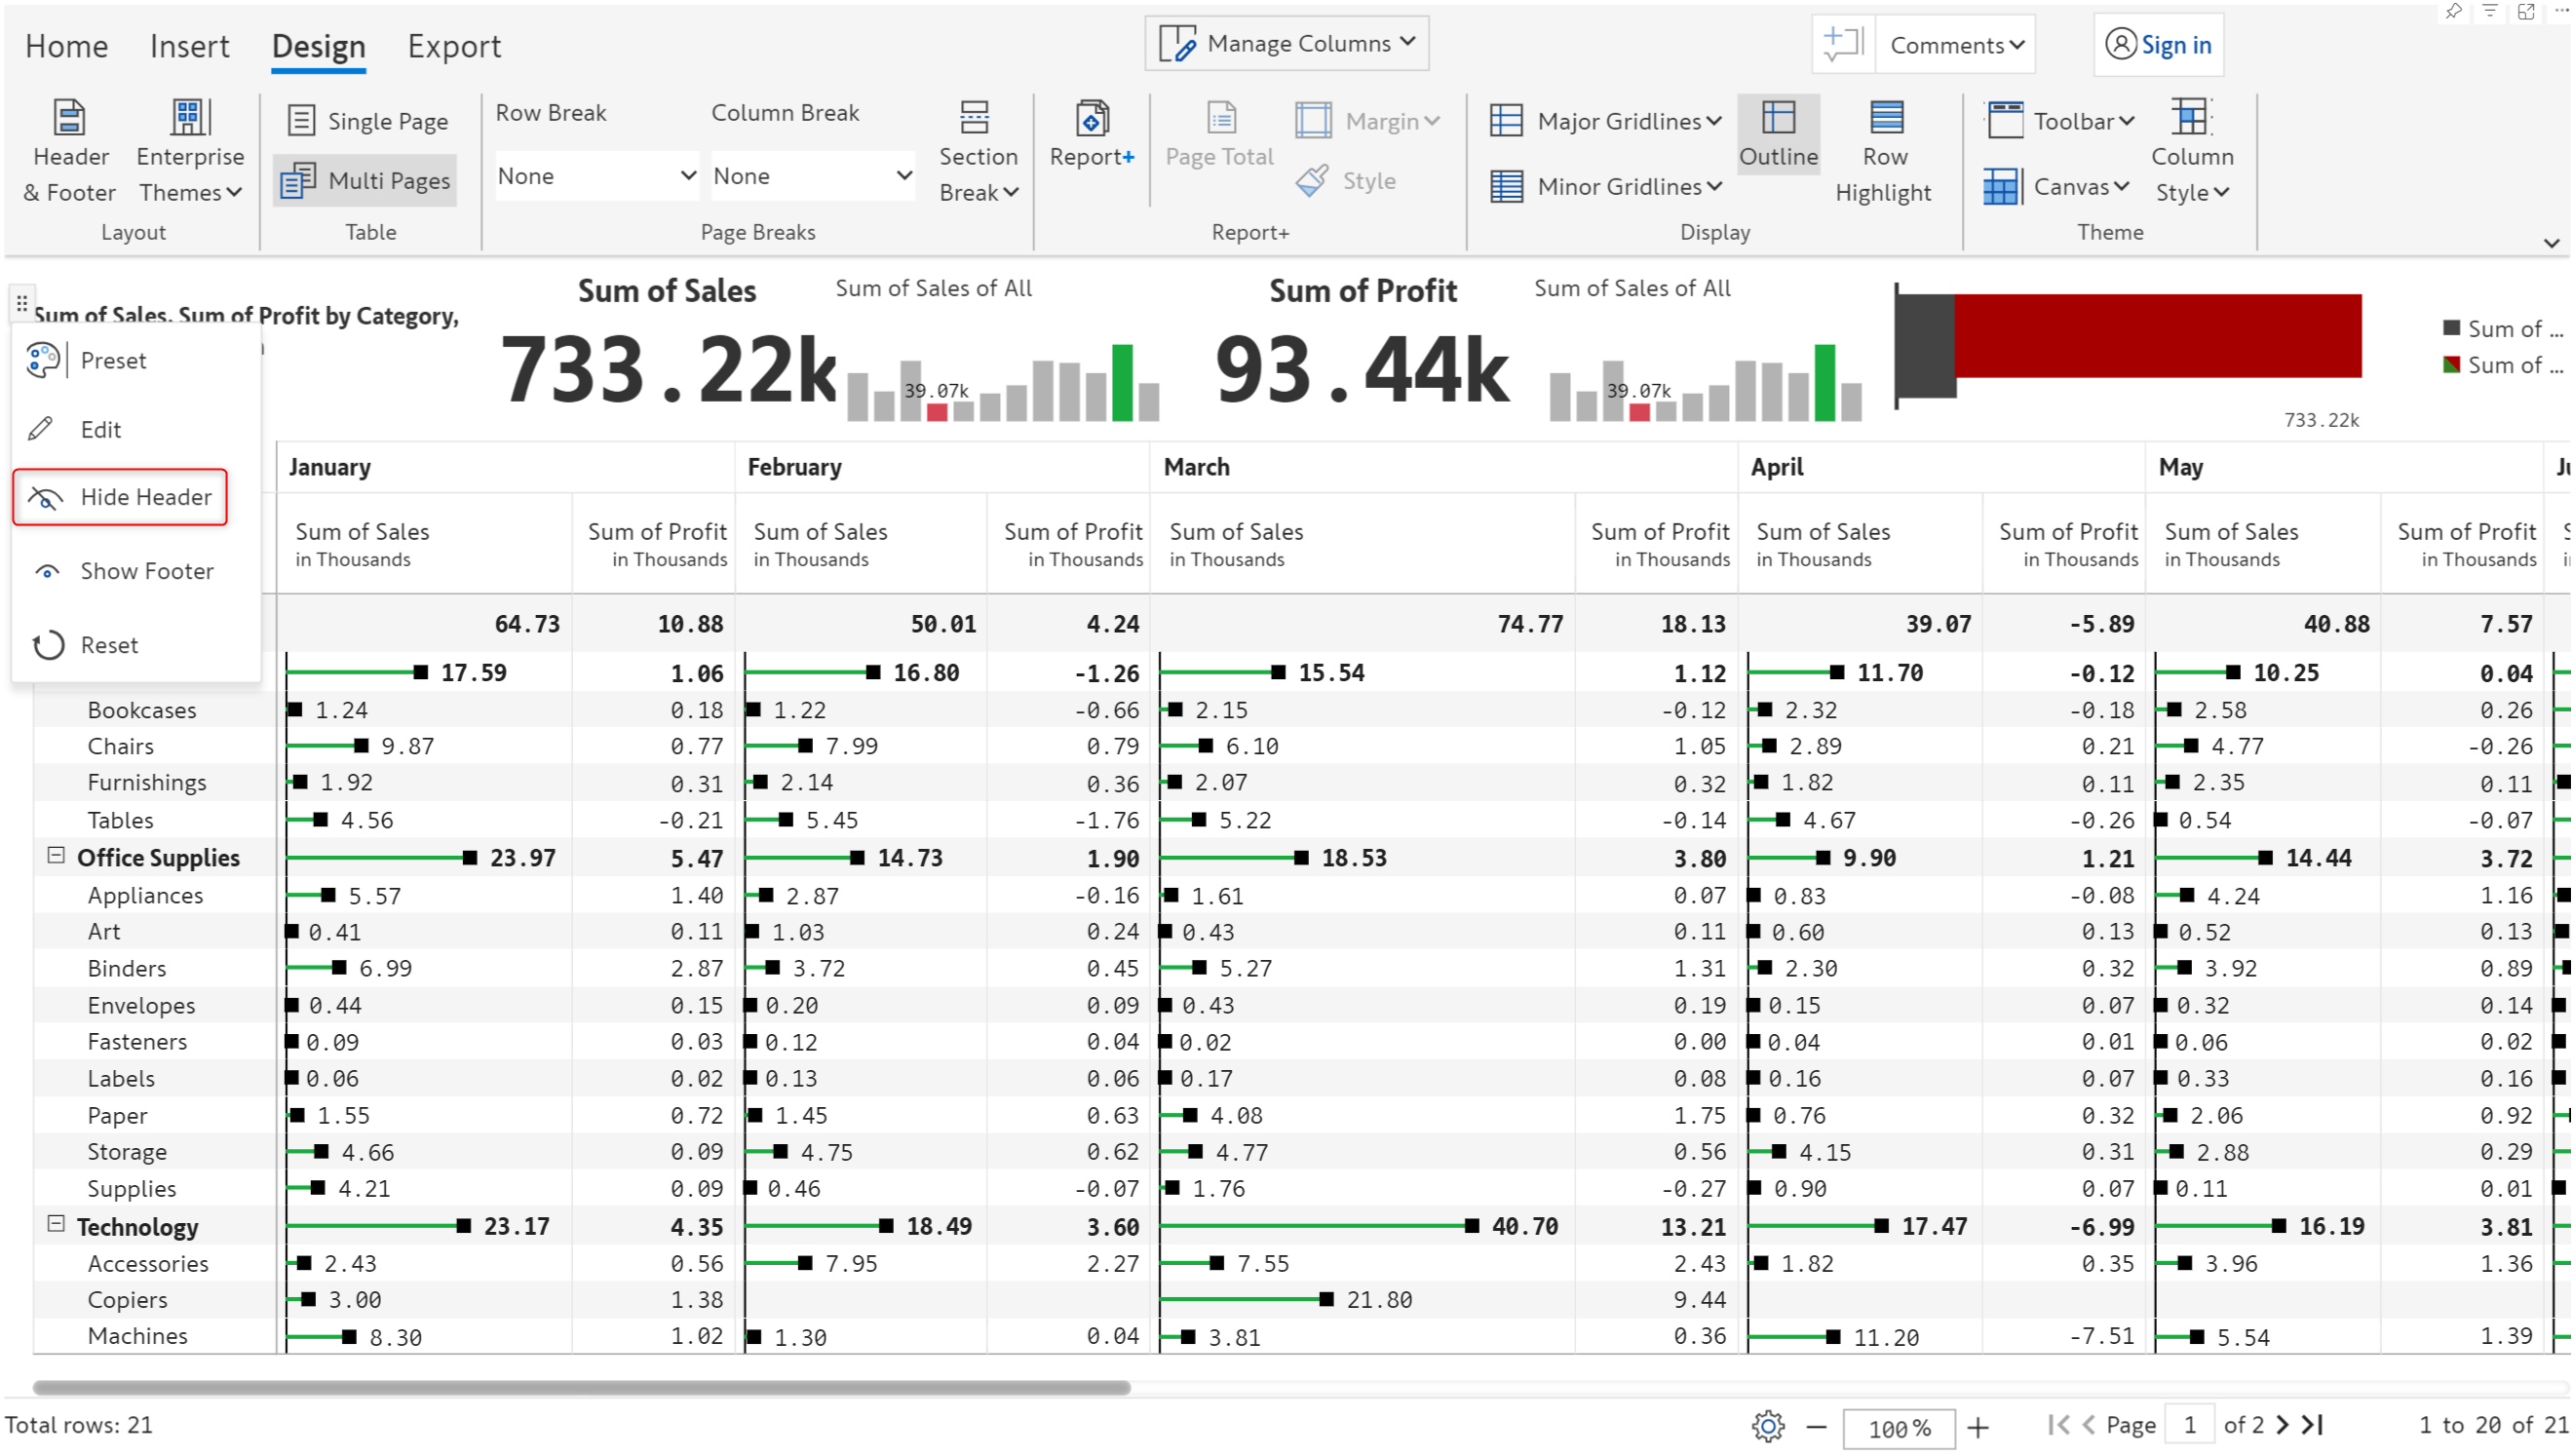 Home Insert Design Export Manage Columns Comments Sign in
Header & Footer Enterprise Themes Single Page Multi Pages
Row Break Column Break
None None
Section Break Report+ Page Total Margin Style
Major Gridlines Minor Gridlines Outline Row Highlight
Toolbar Canvas Column Style
Layout Table Page Breaks Report+ Display Theme
Sum of Sales, Sum of Profit by Category,
Sum of Sales
733.22k
Sum of Sales of All
39.07k
Sum of Profit
93.44k
Sum of Sales of All
39.07k
733.22k
Sum of ...
Sum of ...
Preset
Edit
Hide Header
Show Footer
Reset
January February March April May
Sum of Sales Sum of Profit Sum of Sales Sum of Profit Sum of Sales Sum of Profit Sum of Sales Sum of Profit Sum of Sales Sum of Profit
in Thousands in Thousands in Thousands in Thousands in Thousands in Thousands in Thousands in Thousands in Thousands in Thousands
64.73 10.88 50.01 4.24 74.77 18.13 39.07 -5.89 40.88 7.57
17.59 1.06 16.80 -1.26 15.54 1.12 11.70 -0.12 10.25 0.04
Bookcases 1.24 0.18 1.22 -0.66 2.15 -0.12 2.32 -0.18 2.58 0.26
Chairs 9.87 0.77 7.99 0.79 6.10 1.05 2.89 0.21 4.77 -0.26
Furnishings 1.92 0.31 2.14 0.36 2.07 0.32 1.82 0.11 2.35 0.11
Tables 4.56 -0.21 5.45 -1.76 5.22 -0.14 4.67 -0.26 0.54 -0.07
Office Supplies 23.97 5.47 14.73 1.90 18.53 3.80 9.90 1.21 14.44 3.72
Appliances 5.57 1.40 2.87 -0.16 1.61 0.07 0.83 -0.08 4.24 1.16
Art 0.41 0.11 1.03 0.24 0.43 0.11 0.60 0.13 0.52 0.13
Binders 6.99 2.87 3.72 0.45 5.27 1.31 2.30 0.32 3.92 0.89
Envelopes 0.44 0.15 0.20 0.09 0.43 0.19 0.15 0.07 0.32 0.14
Fasteners 0.09 0.03 0.12 0.04 0.02 0.00 0.04 0.01 0.06 0.02
Labels 0.06 0.02 0.13 0.06 0.17 0.08 0.16 0.07 0.33 0.16
Paper 1.55 0.72 1.45 0.63 4.08 1.75 0.76 0.32 2.06 0.92
Storage 4.66 0.09 4.75 0.62 4.77 0.56 4.15 0.31 2.88 0.29
Supplies 4.21 0.09 0.46 -0.07 1.76 -0.27 0.90 0.07 0.11 0.01
Technology 23.17 4.35 18.49 3.60 40.70 13.21 17.47 -6.99 16.19 3.81
Accessories 2.43 0.56 7.95 2.27 7.55 2.43 1.82 0.35 3.96 1.36
Copiers 3.00 1.38 21.80 9.44
Machines 8.30 1.02 1.30 0.04 3.81 0.36 11.20 -7.51 5.54 1.39
Total rows: 21 100% Page 1 of 2 1 to 20 of 21